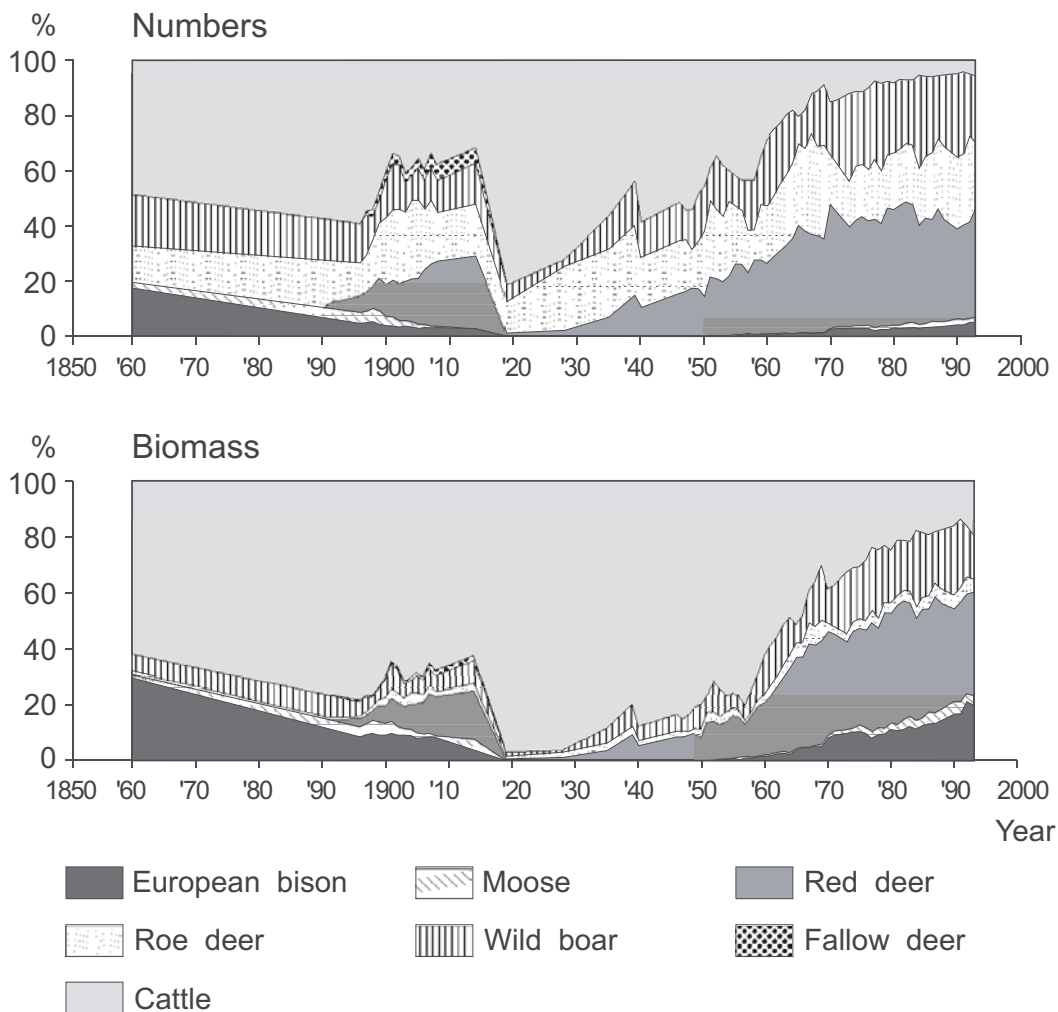 % Numbers
100
80
60
40
20
0
1850 '60 '70 '80 '90 1900 '10 '20 '30 '40 '50 '60 '70 '80 '90 2000
% Biomass
100
80
60
40
20
0
1850 '60 '70 '80 '90 1900 '10 '20 '30 '40 '50 '60 '70 '80 '90 2000
Year
European bison Moose Red deer
Roe deer Wild boar Fallow deer
Cattle